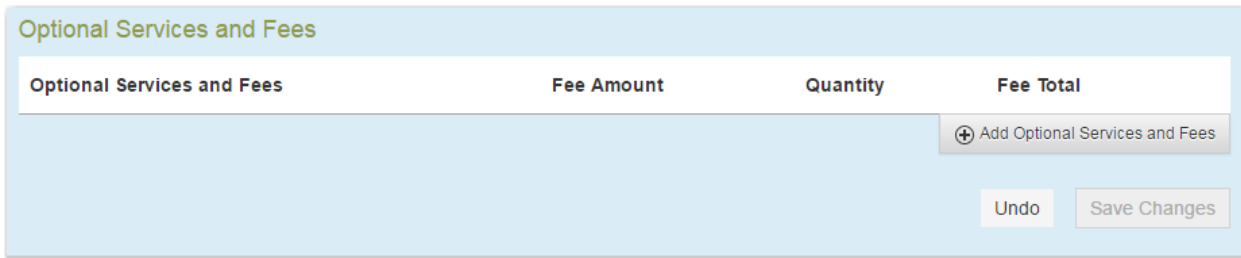 Optional Services and Fees
Optional Services and Fees Fee Amount Quantity Fee Total
Add Optional Services and Fees
Undo Save Changes